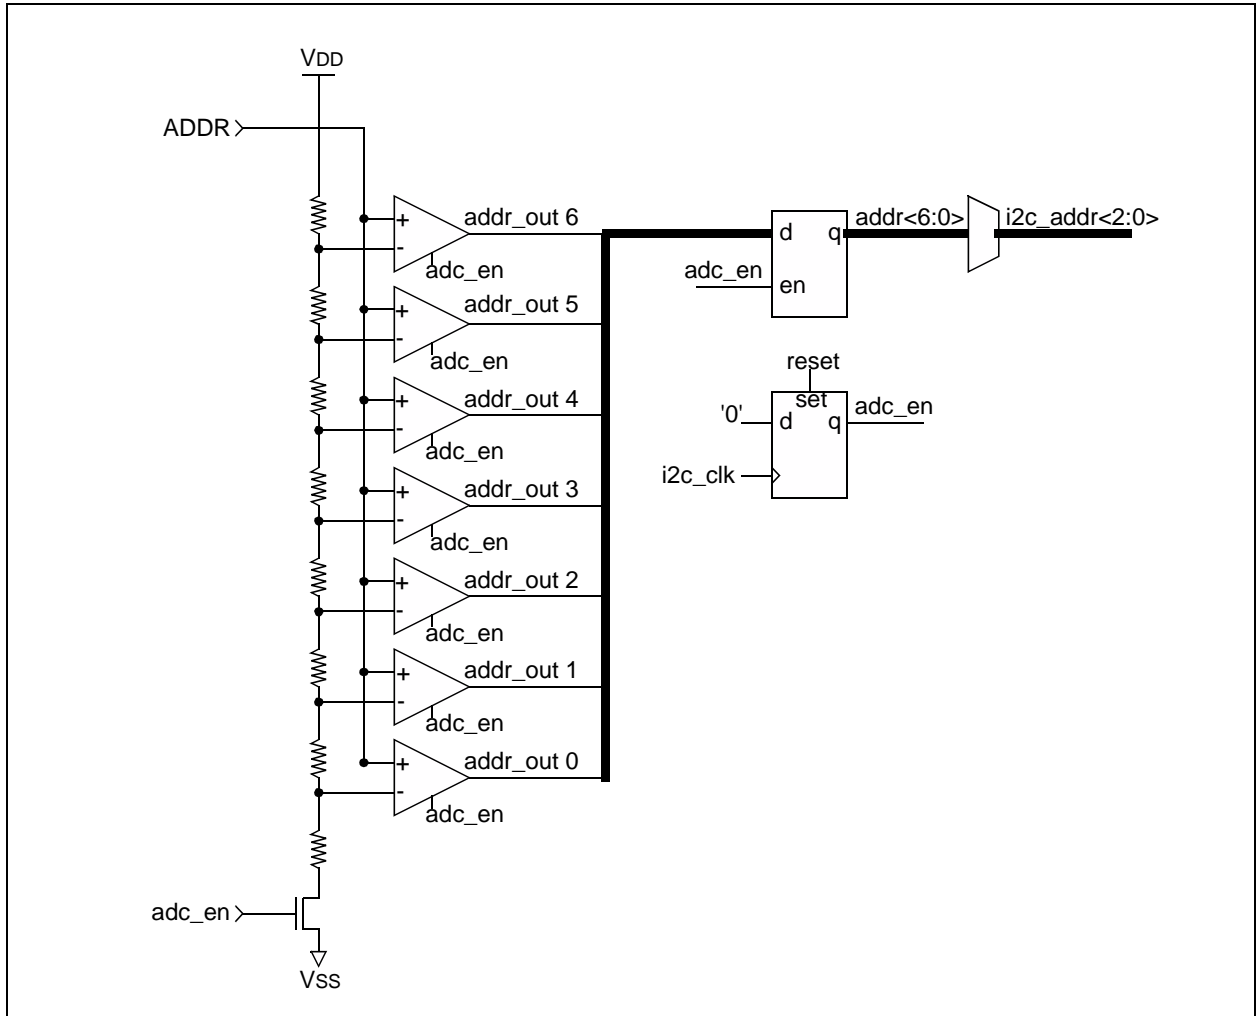 VDD
ADDR
+
-
addr_out 6
adc_en
+
-
addr_out 5
adc_en
+
-
addr_out 4
adc_en
+
-
addr_out 3
adc_en
+
-
addr_out 2
adc_en
+
-
addr_out 1
adc_en
+
-
addr_out 0
adc_en
adc_en
VSS
d q
adc_en
en
addr<6:0>
i2c_addr<2:0>
reset
set
'0'
d q
adc_en
i2c_clk